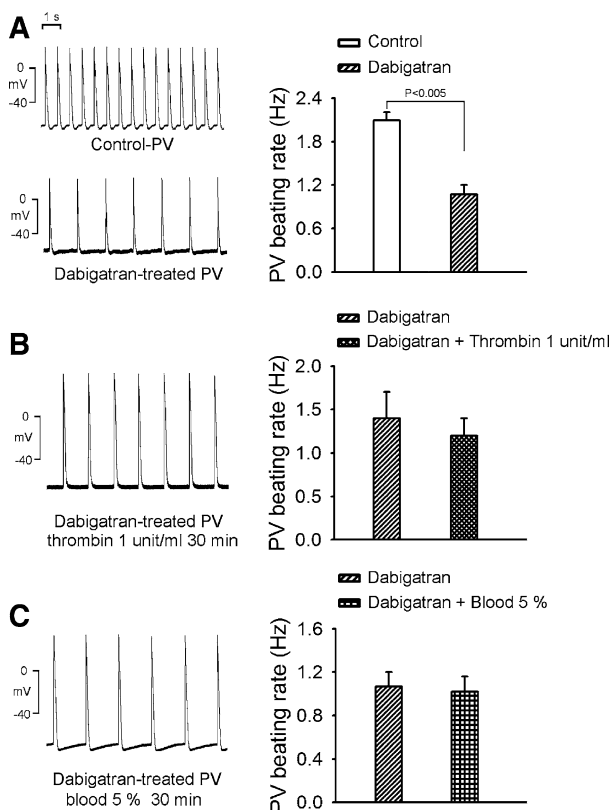 A
1 s
0
mV
-40
Control-PV
0
mV
-40
Dabigatran-treated PV
Control
Dabigatran
P<0.005
PV beating rate (Hz)
2.4
1.8
1.2
0.6
0.0
B
0
mV
-40
Dabigatran-treated PV
thrombin 1 unit/ml 30 min
Dabigatran
Dabigatran + Thrombin 1 unit/ml
PV beating rate (Hz)
2.0
1.5
1.0
0.5
0.0
C
0
mV
-40
Dabigatran-treated PV
blood 5 % 30 min
Dabigatran
Dabigatran + Blood 5 %
PV beating rate (Hz)
1.6
1.2
0.8
0.4
0.0